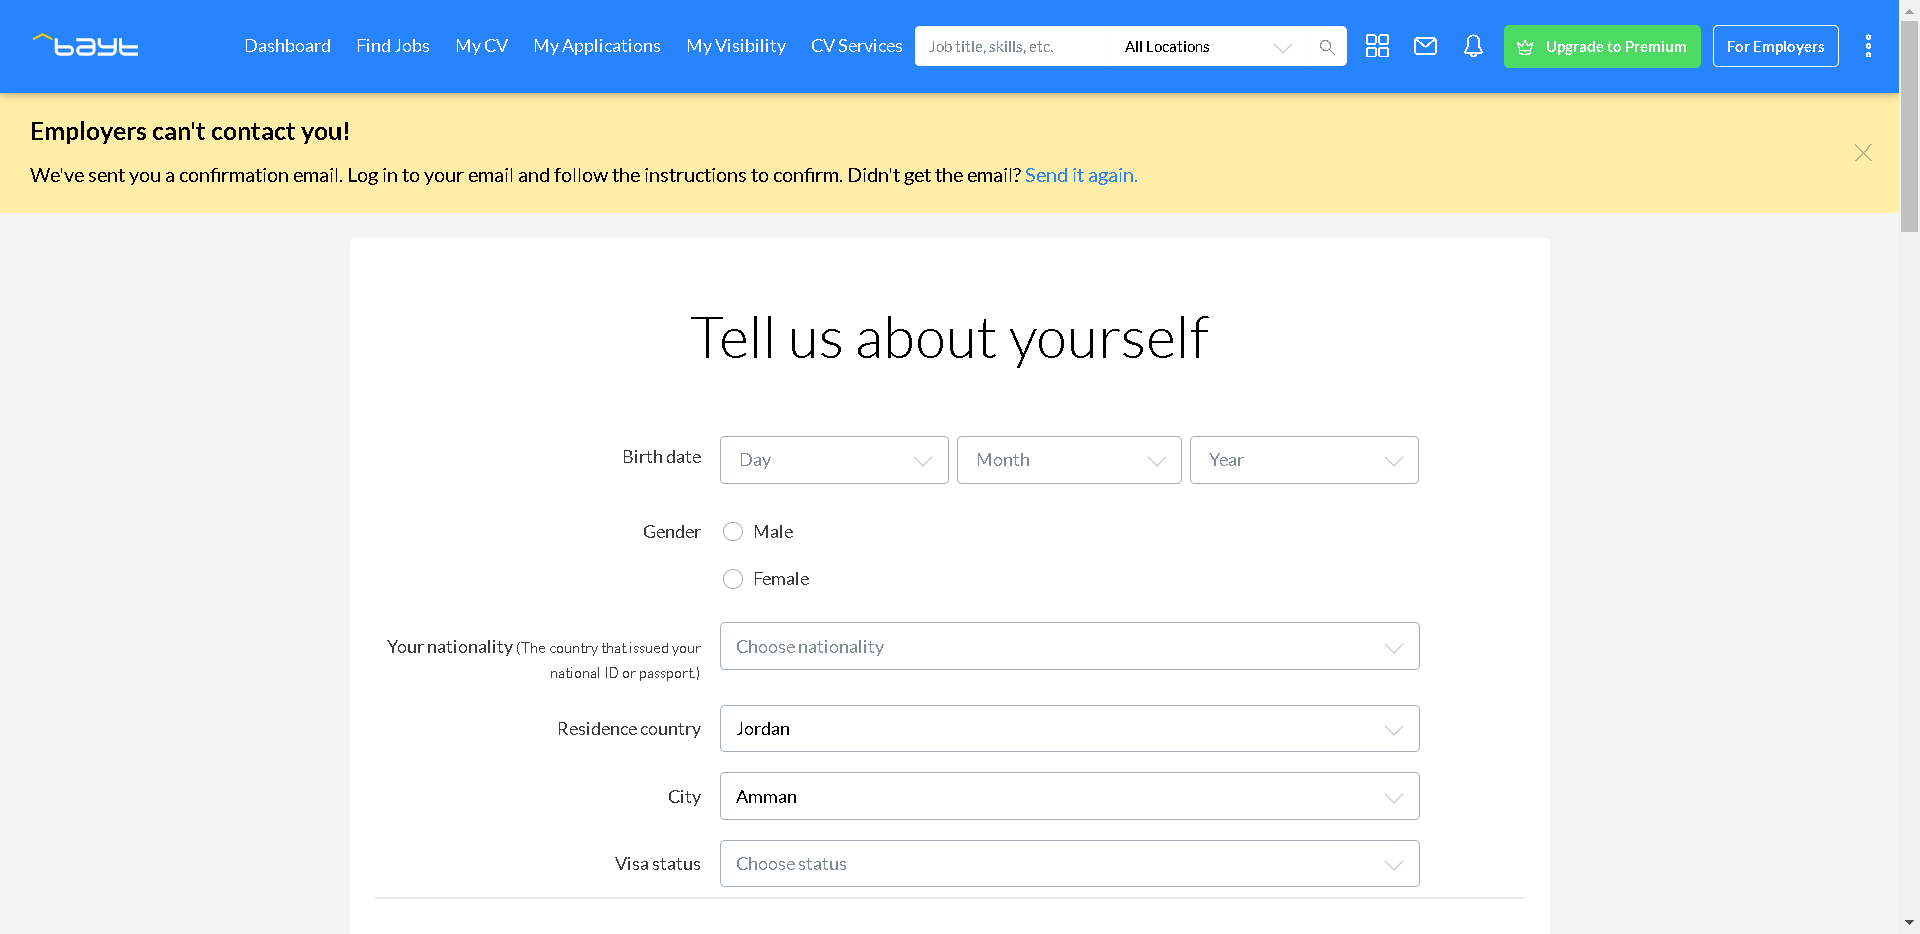 bayt
Dashboard Find Jobs My CV My Applications My Visibility CV Services Job title, skills, etc. All Locations Upgrade to Premium For Employers
Employers can't contact you!
We've sent you a confirmation email. Log in to your email and follow the instructions to confirm. Didn't get the email? Send it again.
Tell us about yourself
Birth date Day Month Year
Gender Male
Female
Your nationality (The country that issued your Choose nationality
national ID or passport.)
Residence country Jordan
City Amman
Visa status Choose status